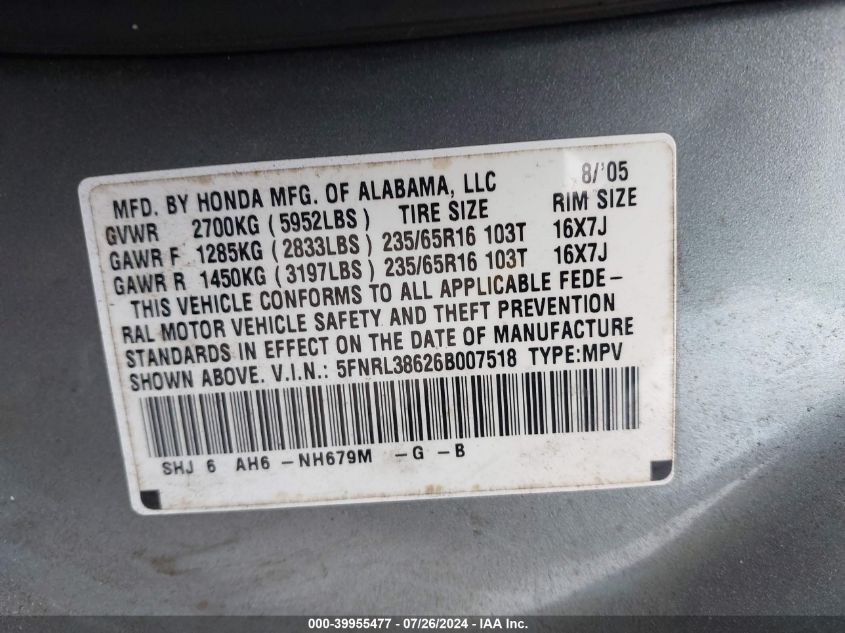 MFD. BY HONDA MFG. OF ALABAMA, LLC 8/'05
GVWR 2700KG (5952LBS) TIRE SIZE RIM SIZE
GAWR F 1285KG (2833LBS) 235/65R16 103T 16X7J
GAWR R 1450KG (3197LBS) 235/65R16 103T 16X7J
THIS VEHICLE CONFORMS TO ALL APPLICABLE FEDE-
RAL MOTOR VEHICLE SAFETY AND THEFT PREVENTION
STANDARDS IN EFFECT ON THE DATE OF MANUFACTURE
SHOWN ABOVE. V.I.N.: 5FNRL38626B007518 TYPE:MPV
SHJ 6 AH6 -NH679M -G -B
000-39955477 - 07/26/2024 - IAA Inc.